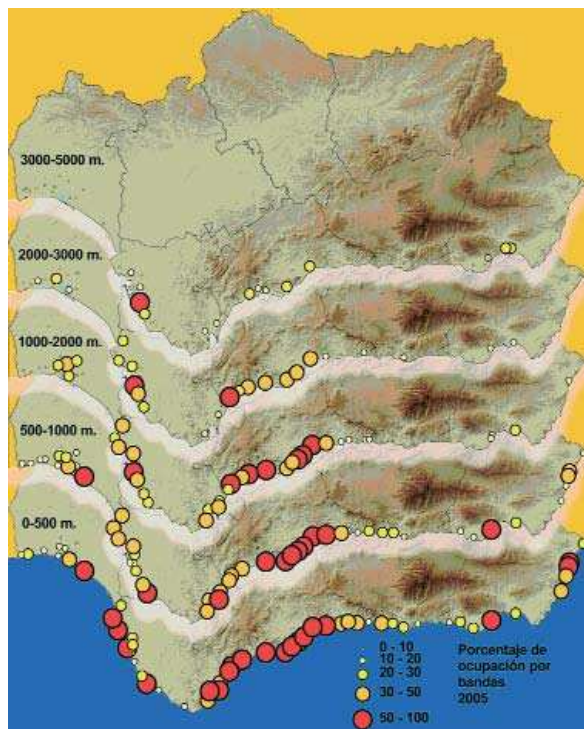 3000-5000 m.
2000-3000 m.
1000-2000 m.
500-1000 m.
0-500 m.
0 - 10
10 - 20
20 - 30
30 - 50
50 - 100
Porcentaje de
ocupación por
bandas
2005